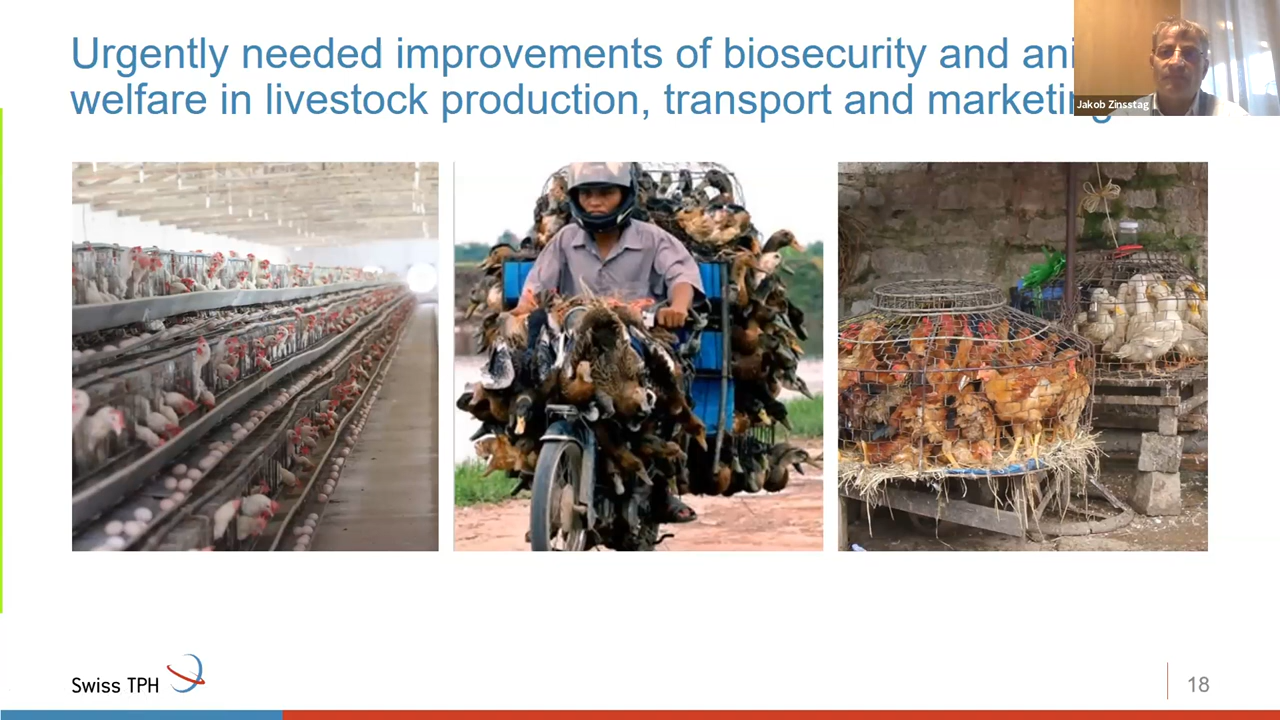 Urgently needed improvements of biosecurity and ani
welfare in livestock production, transport and marketing
Jakob Zinsstag
Swiss TPH
18